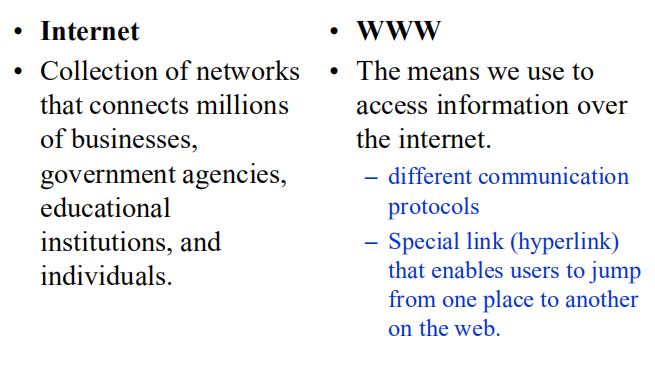 • Internet
• Collection of networks
that connects millions
of businesses,
government agencies,
educational
institutions, and
individuals.
• WWW
• The means we use to
access information over
the internet.
– different communication
protocols
– Special link (hyperlink)
that enables users to jump
from one place to another
on the web.